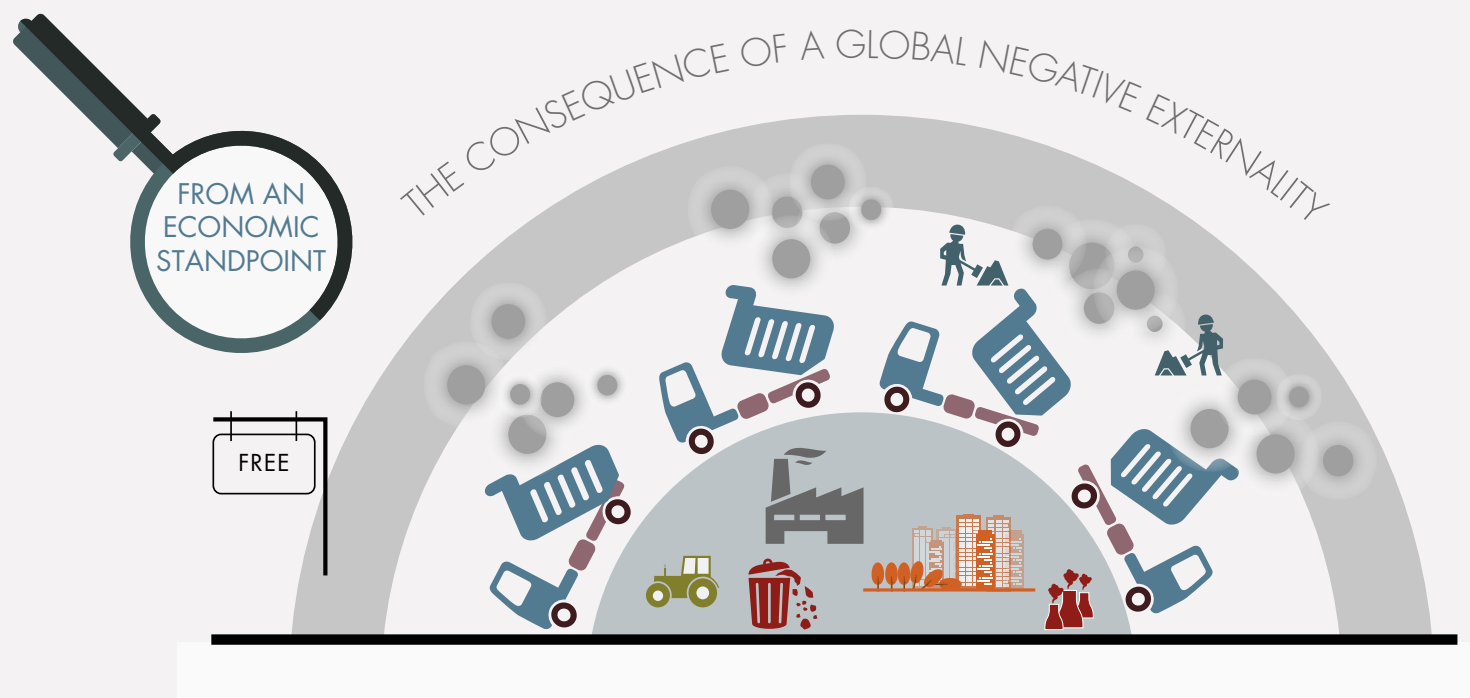 THE CONSEQUENCE OF A GLOBAL NEGATIVE EXTERNALITY
FROM AN
ECONOMIC
STANDPOINT
FREE